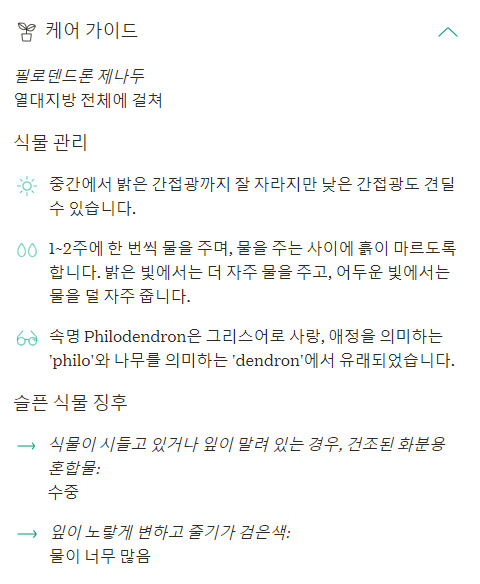 케어 가이드
필로덴드론 제나두
열대지방 전체에 걸쳐
식물 관리
중간에서 밝은 간접광까지 잘 자라지만 낮은 간접광도 견딜
수 있습니다.
1~2주에 한 번씩 물을 주며, 물을 주는 사이에 흙이 마르도록
합니다. 밝은 빛에서는 더 자주 물을 주고, 어두운 빛에서는
물을 덜 자주 줍니다.
속명 Philodendron은 그리스어로 사랑, 애정을 의미하는
'philo'와 나무를 의미하는 'dendron'에서 유래되었습니다.
슬픈 식물 징후
식물이 시들고 있거나 잎이 말려 있는 경우, 건조된 화분용
혼합물:
수중
잎이 노랗게 변하고 줄기가 검은색:
물이 너무 많음